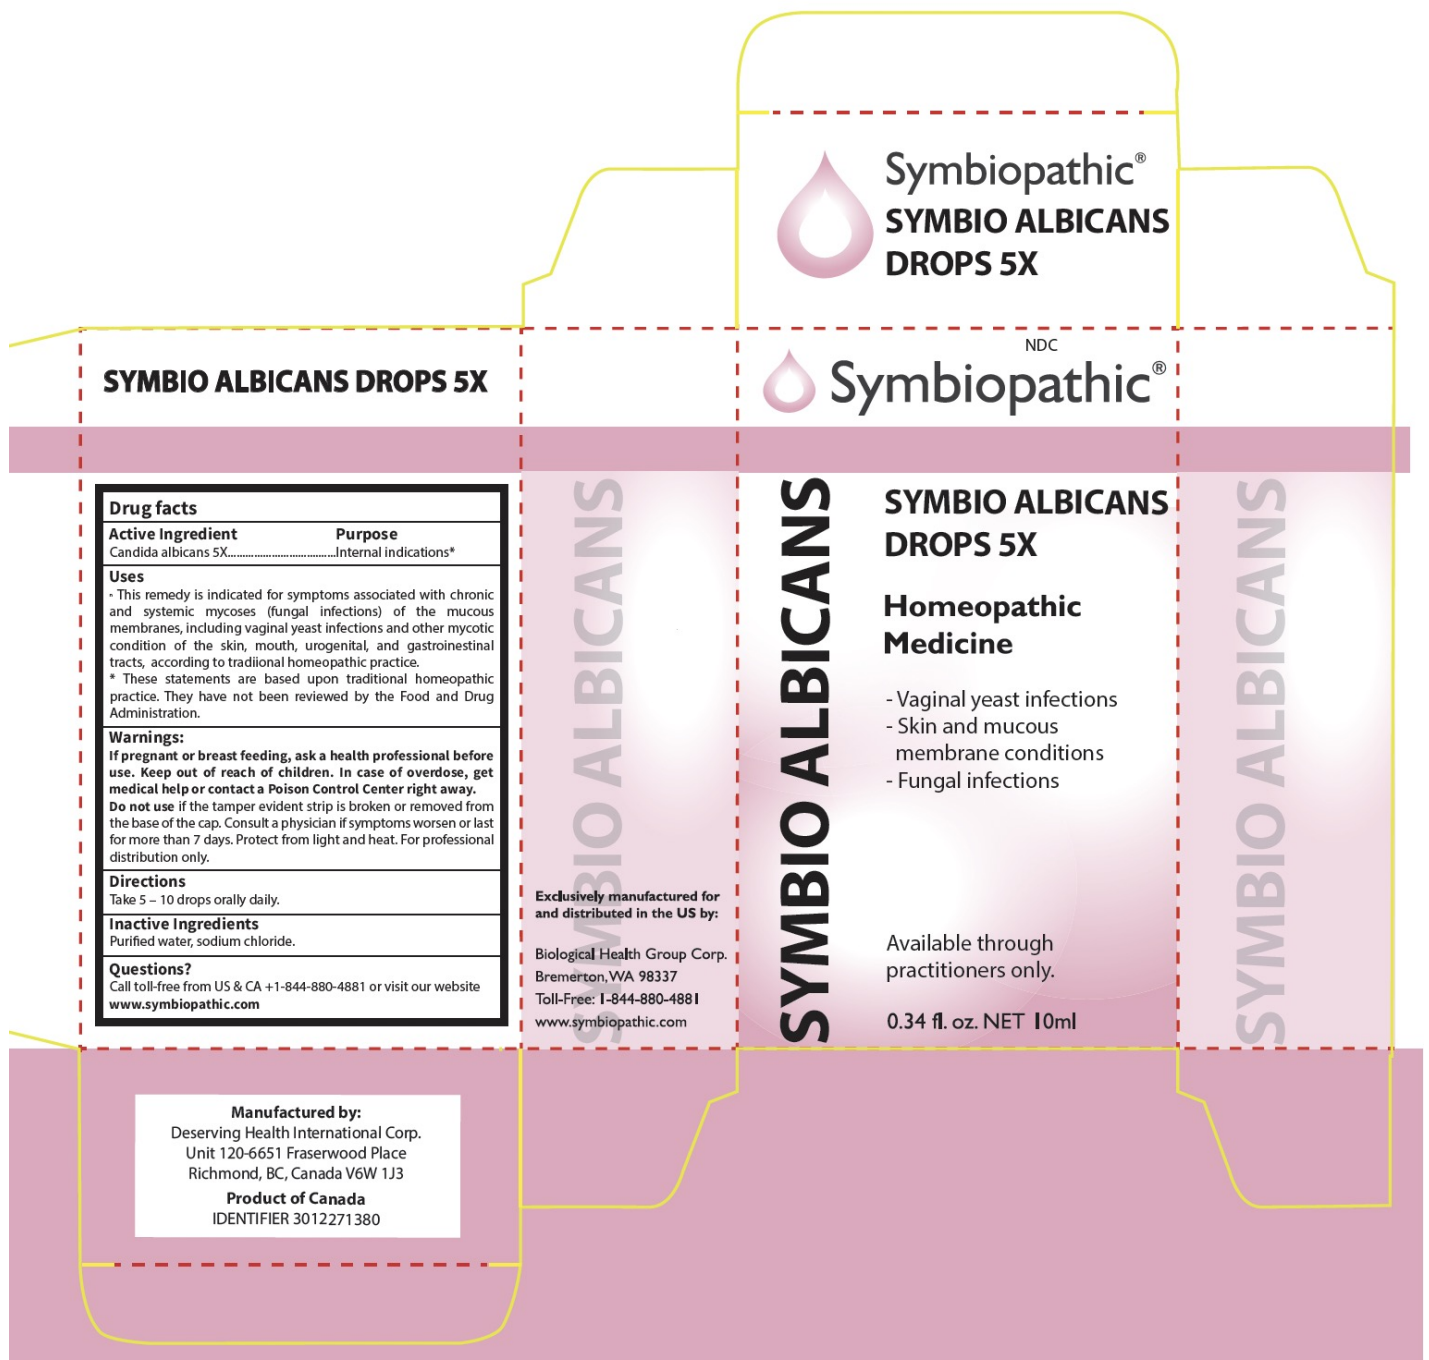 Symbiopathic®
SYMBIO ALBICANS
DROPS 5X
SYMBIO ALBICANS DROPS 5X
Drug facts
Active Ingredient Purpose
Candida albicans 5X.....................................Internal indications*
Uses
· This remedy is indicated for symptoms associated with chronic
and systemic mycoses (fungal infections) of the mucous
membranes, including vaginal yeast infections and other mycotic
condition of the skin, mouth, urogenital, and gastroinestinal
tracts, according to tradiional homeopathic practice.
* These statements are based upon traditional homeopathic
practice. They have not been reviewed by the Food and Drug
Administration.
Warnings:
If pregnant or breast feeding, ask a health professional before
use. Keep out of reach of children. In case of overdose, get
medical help or contact a Poison Control Center right away.
Do not use if the tamper evident strip is broken or removed from
the base of the cap. Consult a physician if symptoms worsen or last
for more than 7 days. Protect from light and heat. For professional
distribution only.
Directions
Take 5 – 10 drops orally daily.
Inactive Ingredients
Purified water, sodium chloride.
Questions?
Call toll-free from US & CA +1-844-880-4881 or visit our website
www.symbiopathic.com
Manufactured by:
Deserving Health International Corp.
Unit 120-6651 Fraserwood Place
Richmond, BC, Canada V6W 1J3
Product of Canada
IDENTIFIER 3012271380
SYMBIO ALBICANS
Exclusively manufactured for
and distributed in the US by:
Biological Health Group Corp.
Bremerton, WA 98337
Toll-Free: 1-844-880-4881
www.symbiopathic.com
NDC
Symbiopathic®
SYMBIO ALBICANS
SYMBIO ALBICANS
DROPS 5X
Homeopathic
Medicine
- Vaginal yeast infections
- Skin and mucous
membrane conditions
- Fungal infections
Available through
practitioners only.
0.34 fl. oz. NET 10ml
SYMBIO ALBICANS